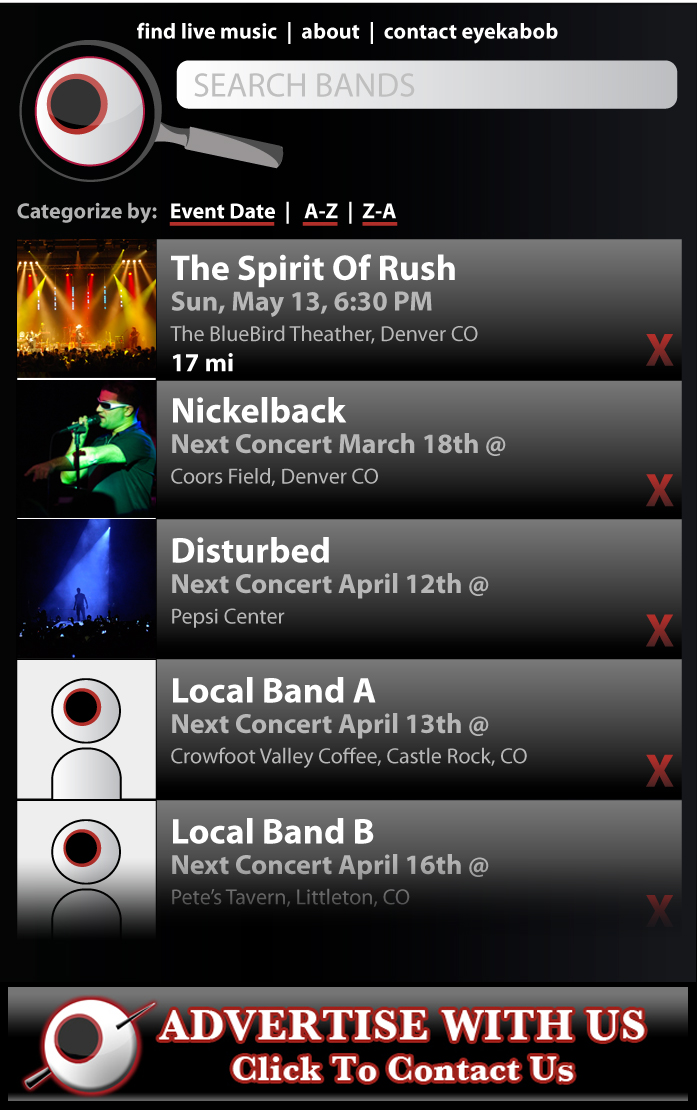 find live music | about | contact eyekabob
SEARCH BANDS
Categorize by: Event Date | A-Z | Z-A
The Spirit Of Rush
Sun, May 13, 6:30 PM
The BlueBird Theather, Denver CO
17 mi
X
Nickelback
Next Concert March 18th @
Coors Field, Denver CO
X
Disturbed
Next Concert April 12th @
Pepsi Center
X
Local Band A
Next Concert April 13th @
Crowfoot Valley Coffee, Castle Rock, CO
X
Local Band B
Next Concert April 16th @
Pete's Tavern, Littleton, CO
X
ADVERTISE WITH US
Click To Contact Us